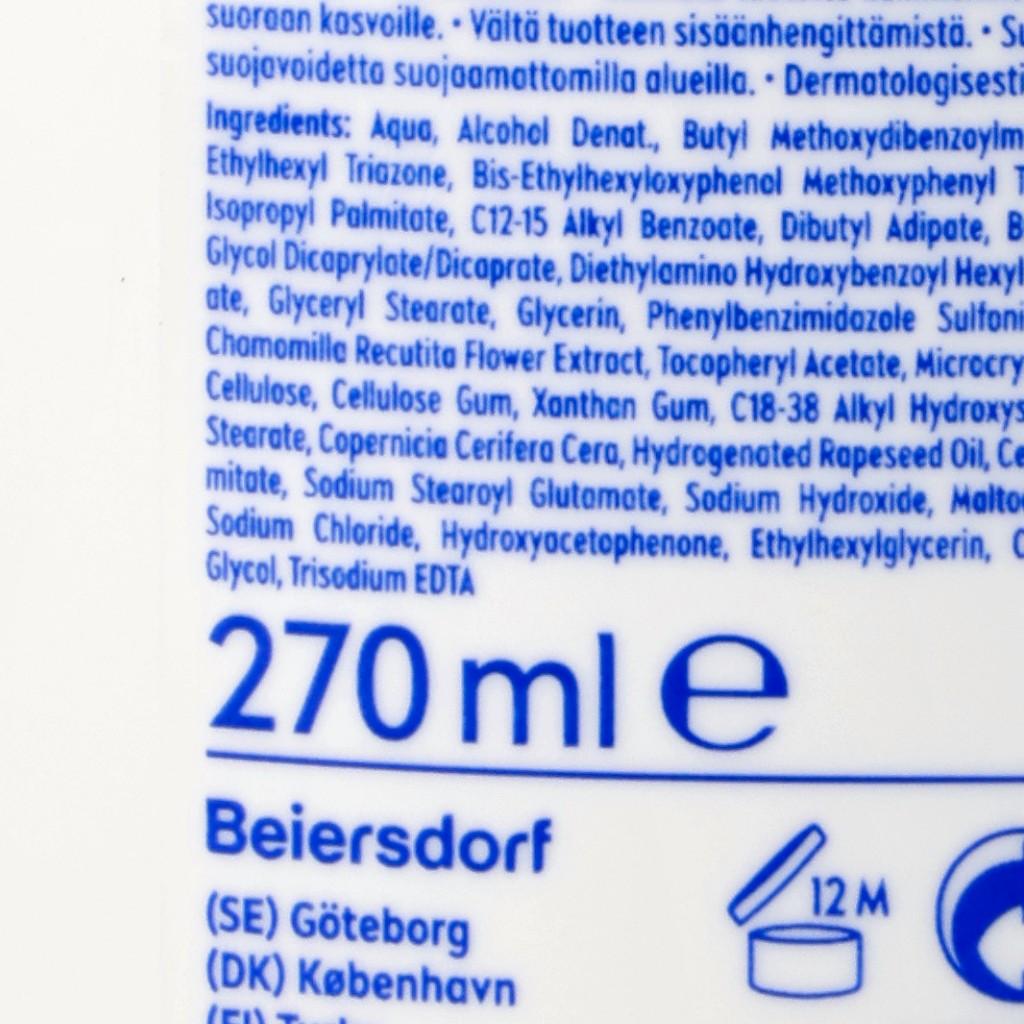 suoraan kasvoille. • Vältä tuotteen sisäänhengittämistä. • Su
suojavoidetta suojaamattomilla alueilla. • Dermatologisesti
Ingredients: Aqua, Alcohol Denat., Butyl Methoxydibenzoylm
Ethylhexyl Triazone, Bis-Ethylhexyloxyphenol Methoxyphenyl T
Isopropyl Palmitate, C12-15 Alkyl Benzoate, Dibutyl Adipate, B
Glycol Dicaprylate/Dicaprate, Diethylamino Hydroxybenzoyl Hexyl
ate, Glyceryl Stearate, Glycerin, Phenylbenzimidazole Sulfoni
Chamomilla Recutita Flower Extract, Tocopheryl Acetate, Microcry
Cellulose, Cellulose Gum, Xanthan Gum, C18-38 Alkyl Hydroxys
Stearate, Copernicia Cerifera Cera, Hydrogenated Rapeseed Oil, Ce
mitate, Sodium Stearoyl Glutamate, Sodium Hydroxide, Malto
Sodium Chloride, Hydroxyacetophenone, Ethylhexylglycerin, C
Glycol, Trisodium EDTA
270 ml e
Beiersdorf
12 M
(SE) Göteborg
(DK) København